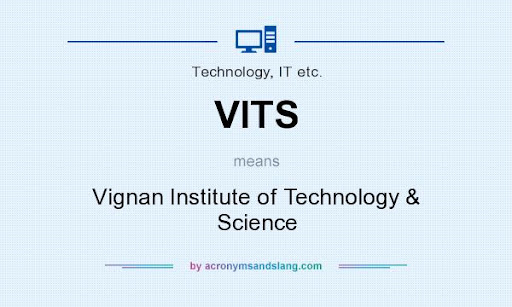 Technology, IT etc.
VITS
means
Vignan Institute of Technology &
Science
by acronymsandslang.com